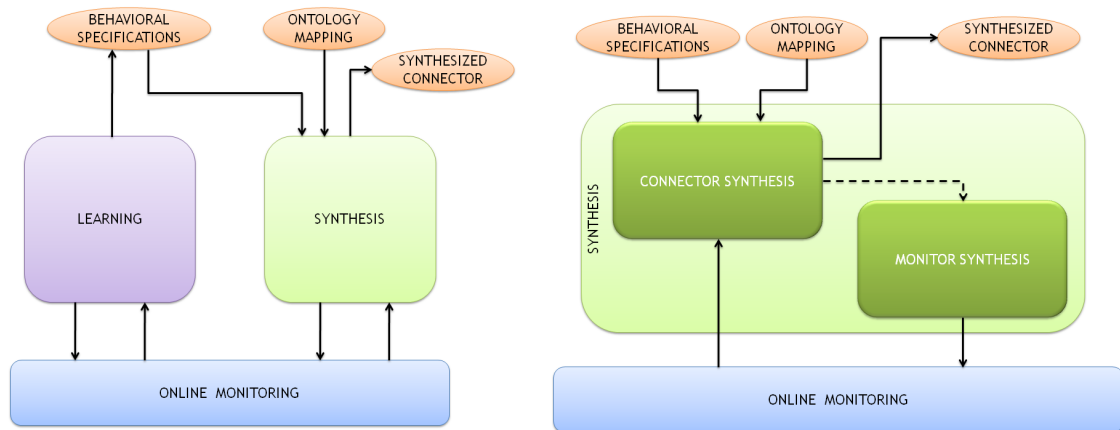 BEHAVIORAL
SPECIFICATIONS
ONTOLOGY
MAPPING
SYNTHESIZED
CONNECTOR
LEARNING
SYNTHESIS
ONLINE MONITORING
BEHAVIORAL
SPECIFICATIONS
ONTOLOGY
MAPPING
SYNTHESIZED
CONNECTOR
SYNTHESIS
CONNECTOR SYNTHESIS
MONITOR SYNTHESIS
ONLINE MONITORING